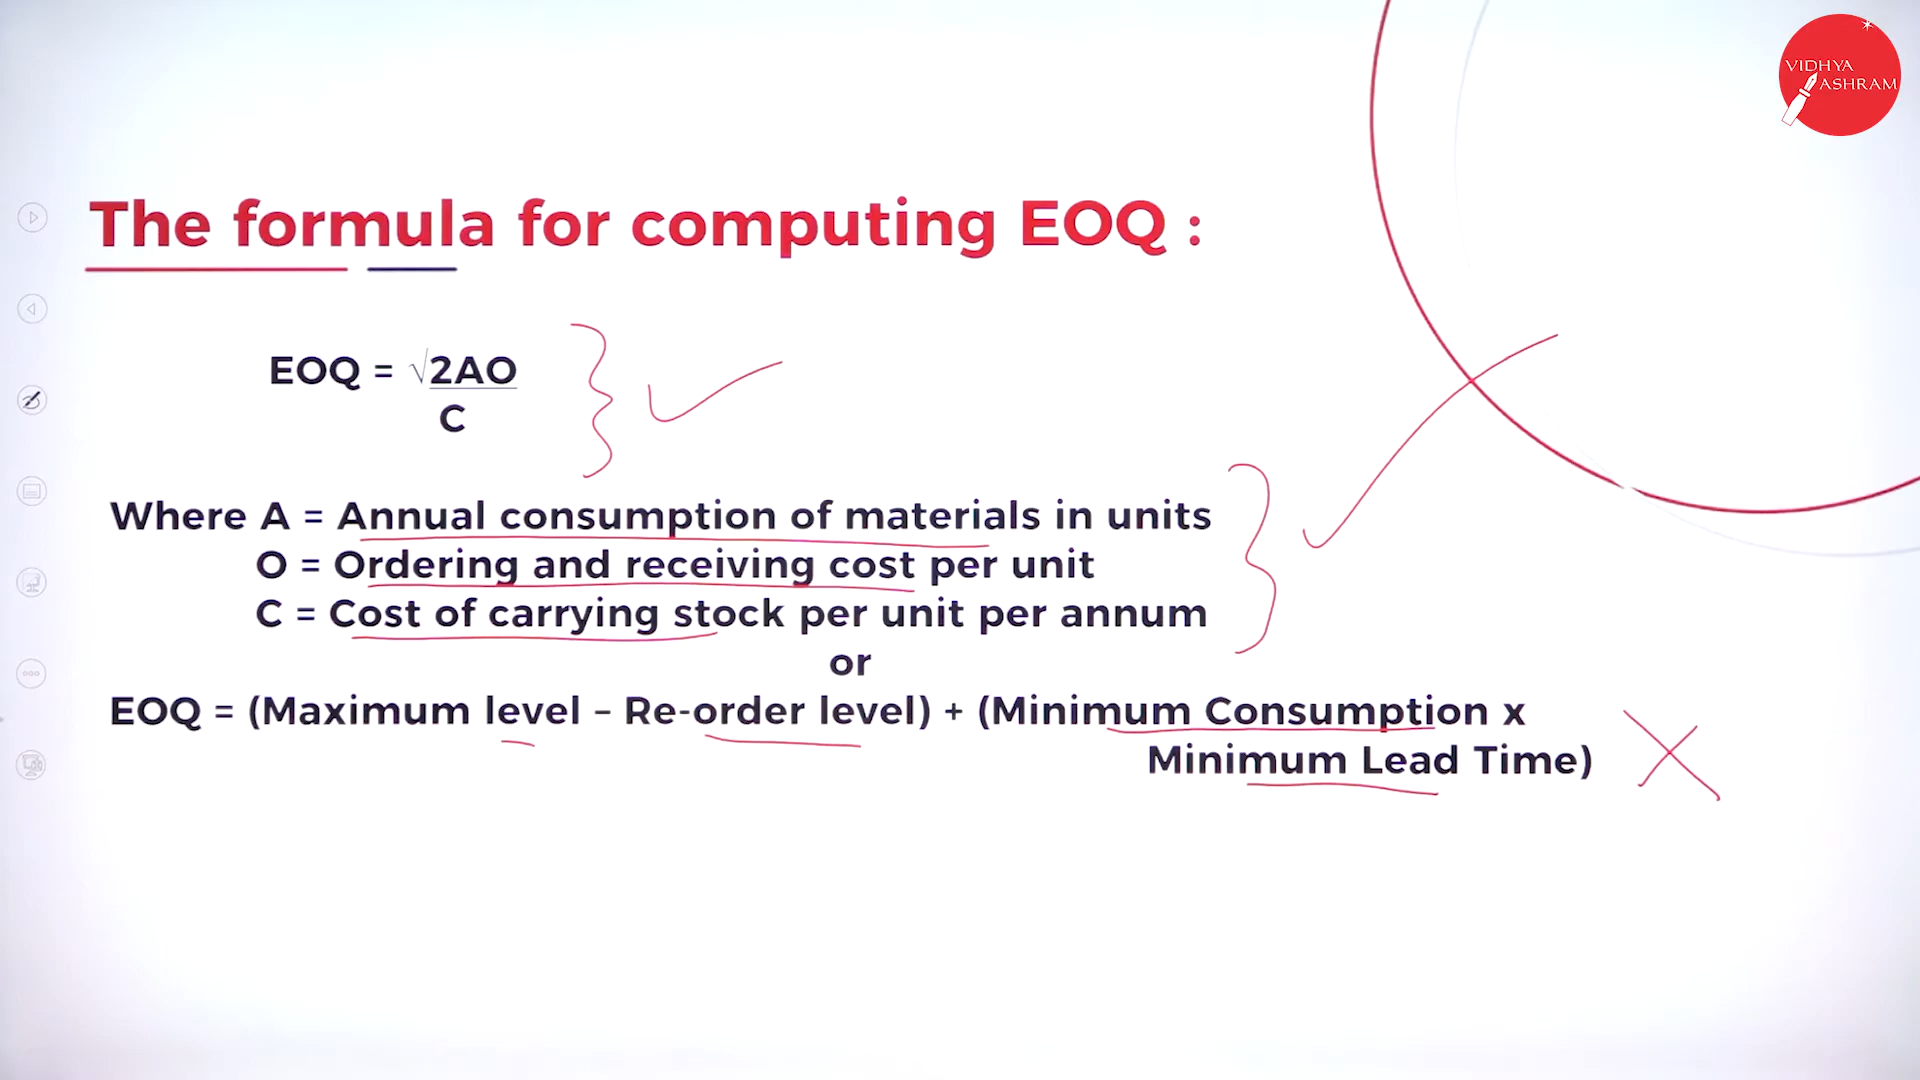 VIDHYA
ASHRAM
The formula for computing EOQ :
EOQ = √2AO
C
Where A = Annual consumption of materials in units
O = Ordering and receiving cost per unit
C = Cost of carrying stock per unit per annum
or
EOQ = (Maximum level – Re-order level) + (Minimum Consumption x
Minimum Lead Time)